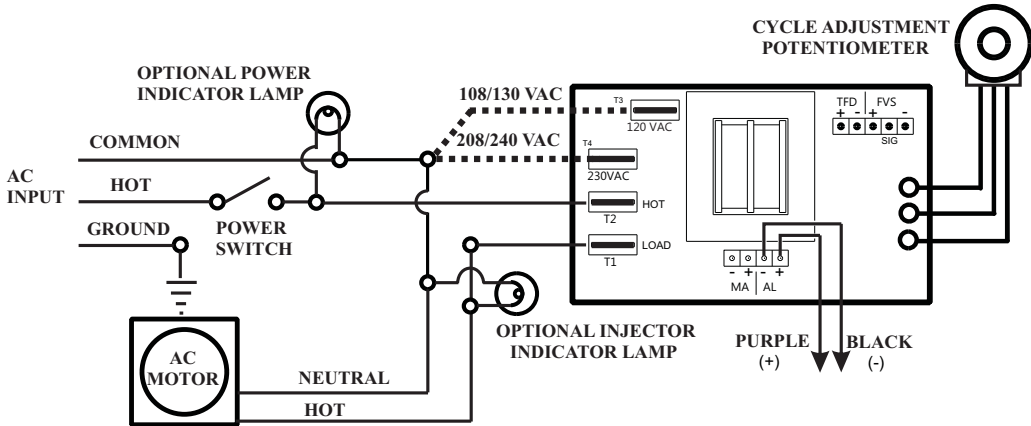 CYCLE ADJUSTMENT
POTENTIOMETER
OPTIONAL POWER
INDICATOR LAMP
108/130 VAC
T3
120 VAC
TFD FVS
+ - + -
SIG
COMMON
208/240 VAC
T4
230VAC
AC
INPUT
HOT
POWER
SWITCH
HOT
T2
GROUND
LOAD
T1
- + - +
MA AL
OPTIONAL INJECTOR
INDICATOR LAMP
PURPLE
(+)
BLACK
(-)
AC
MOTOR
NEUTRAL
HOT